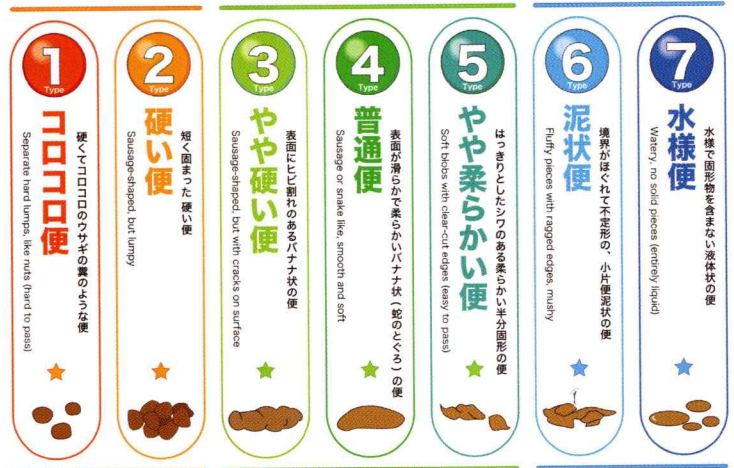 1
Type
コロコロ便
硬くてコロコロのウサギの糞のような便
Separate hard lumps, like nuts (hard to pass)
2
Type
硬い便
短く固まった 硬い便
Sausage-shaped, but lumpy
3
Type
やや硬い便
表面にヒビ割れのあるバナナ状の便
Sausage-shaped, but with cracks on surface
4
Type
普通便
表面が滑らかで柔らかいバナナ状(蛇のとぐろ)の便
Sausage or snake like, smooth and soft
5
Type
やや柔らかい便
はっきりとしたシワのある柔らかい半分固形の便
Soft blobs with clear-cut edges (easy to pass)
6
Type
泥状便
境界がほぐれて不定形の、小片便泥状の便
Fluffy pieces with ragged edges, mushy
7
Type
水様便
水様で固形物を含まない液体状の便
Watery, no solid pieces (entirely liquid)